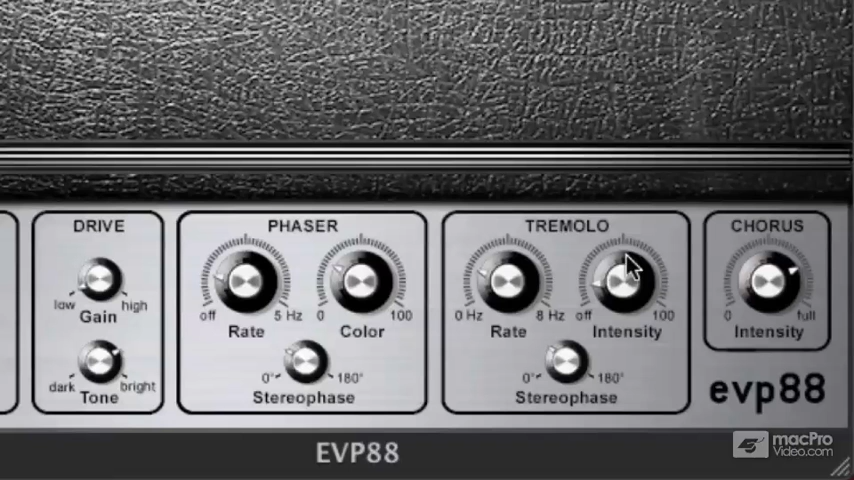 DRIVE
low
high
Gain
dark
bright
Tone
PHASER
off
5 Hz
Rate
0
100
Color
0°
180°
Stereophase
TREMOLO
0 Hz
8 Hz
Rate
off
100
Intensity
0°
180°
Stereophase
CHORUS
0
full
Intensity
evp88
EVP88
macPro
Video.com